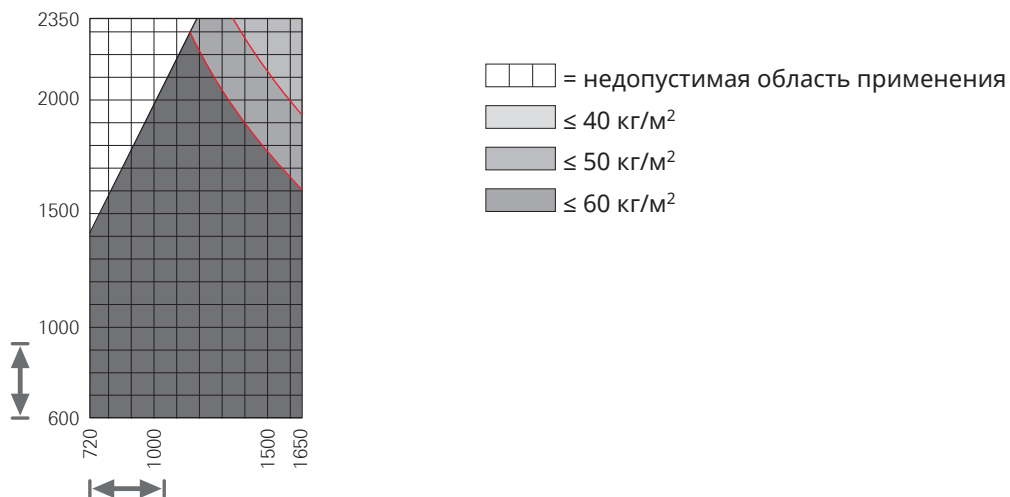 2350
2000
1500
1000
600
720
1000
1500
1650
= недопустимая область применения
≤ 40 кг/м²
≤ 50 кг/м²
≤ 60 кг/м²